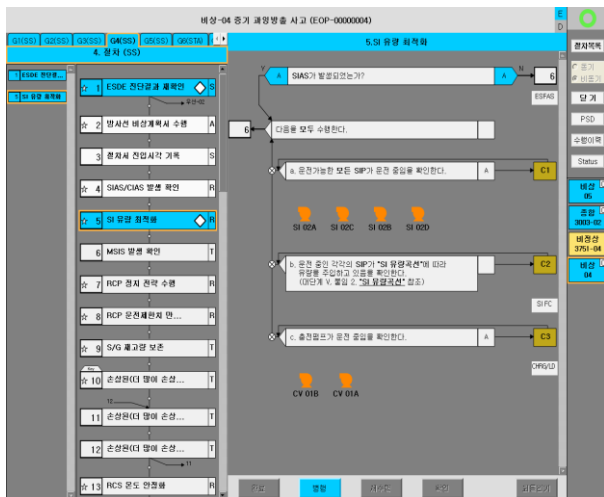 비상-04 증기 과잉방출 사고 (EOP-00000004)
E
D
G1(SS)
G2(SS)
G3(SS)
G4(SS)
G5(SS)
G6(STA)
4. 절차 (SS)
5.SI 유량 최적화
절차목록
닫 기
PSD
수행이력
Status
비상
05
종합
3003-02
비정상
3751-04
비상
04
1 ESDE 진단결...
5 SI 유량 최적화
☆ 1 ESDE 진단결과 재확인 S
우선-02
☆ 2 방사선 비상계획서 수행 A
3 절차서 진입시각 기록 S
☆ 4 SIAS/CIAS 발생 확인 R
☆ 5 SI 유량 최적화 R
6 MSIS 발생 확인 T
☆ 7 RCP 정지 전략 수행 R
☆ 8 RCP 운전제한치 만... R
☆ 9 S/G 재고량 보존 T
Key
☆ 10 손상된(더 많이 손상... T
12
11 손상된(더 많이 손상... T
12 손상된(더 많이 손상... T
11
☆ 13 RCS 온도 안정화 R
Y
A SIAS가 발생되었는가? A
N
6
ESFAS
6
다음을 모두 수행한다.
a. 운전가능한 모든 SIP가 운전 중임을 확인한다. A
C1
SI 02A SI 02C SI 02B SI 02D
b. 운전 중인 각각의 SIP가 "SI 유량곡선"에 따라
유량을 주입하고 있음을 확인한다.
(매단계 V, 붙임 2, "SI 유량곡선" 참조)
C2
SI FC
c. 충전펌프가 운전 중임을 확인한다. A
C3
CHRG/LD
CV 01B CV 01A
병행